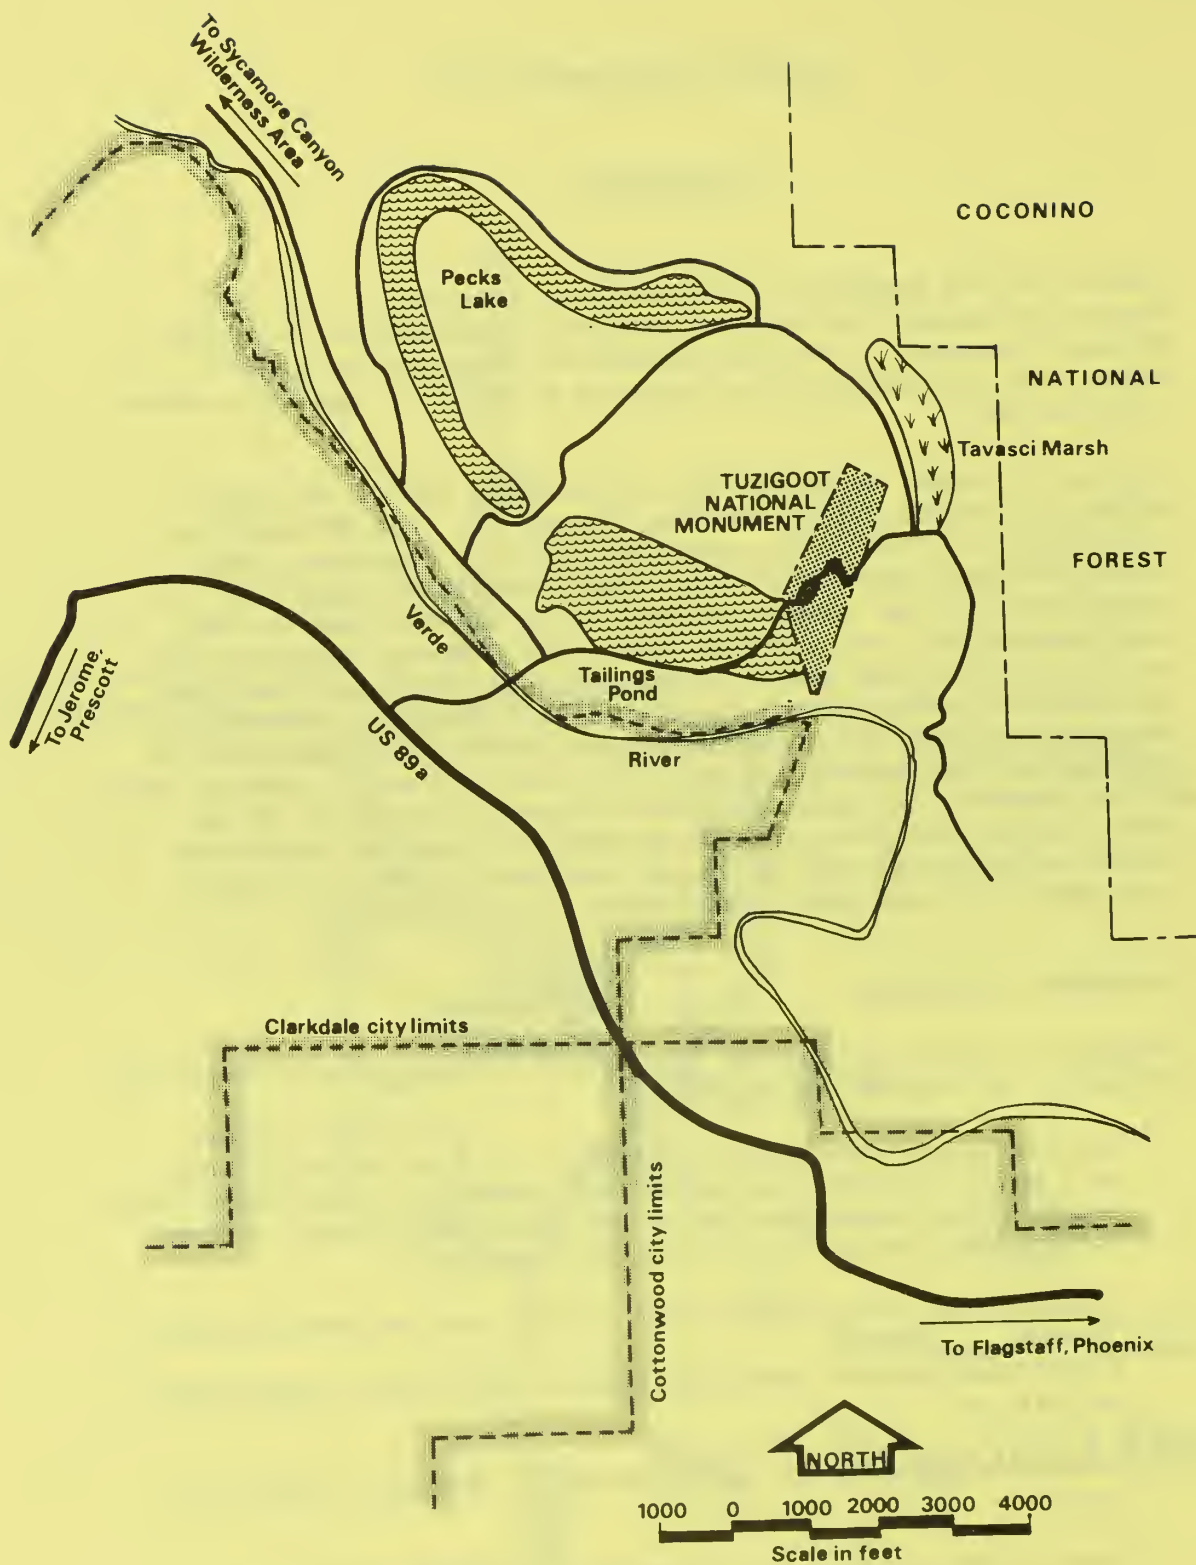 To Sycamore Canyon
Wilderness Area
COCONINO
Pecks
Lake
NATIONAL
Tavasci Marsh
TUZIGOOT
NATIONAL
MONUMENT
FOREST
Verde
To Jerome,
Prescott
Tailings
Pond
US 89a
River
Clarkdale city limits
Cottonwood city limits
To Flagstaff, Phoenix
NORTH
1000 0 1000 2000 3000 4000
Scale in feet